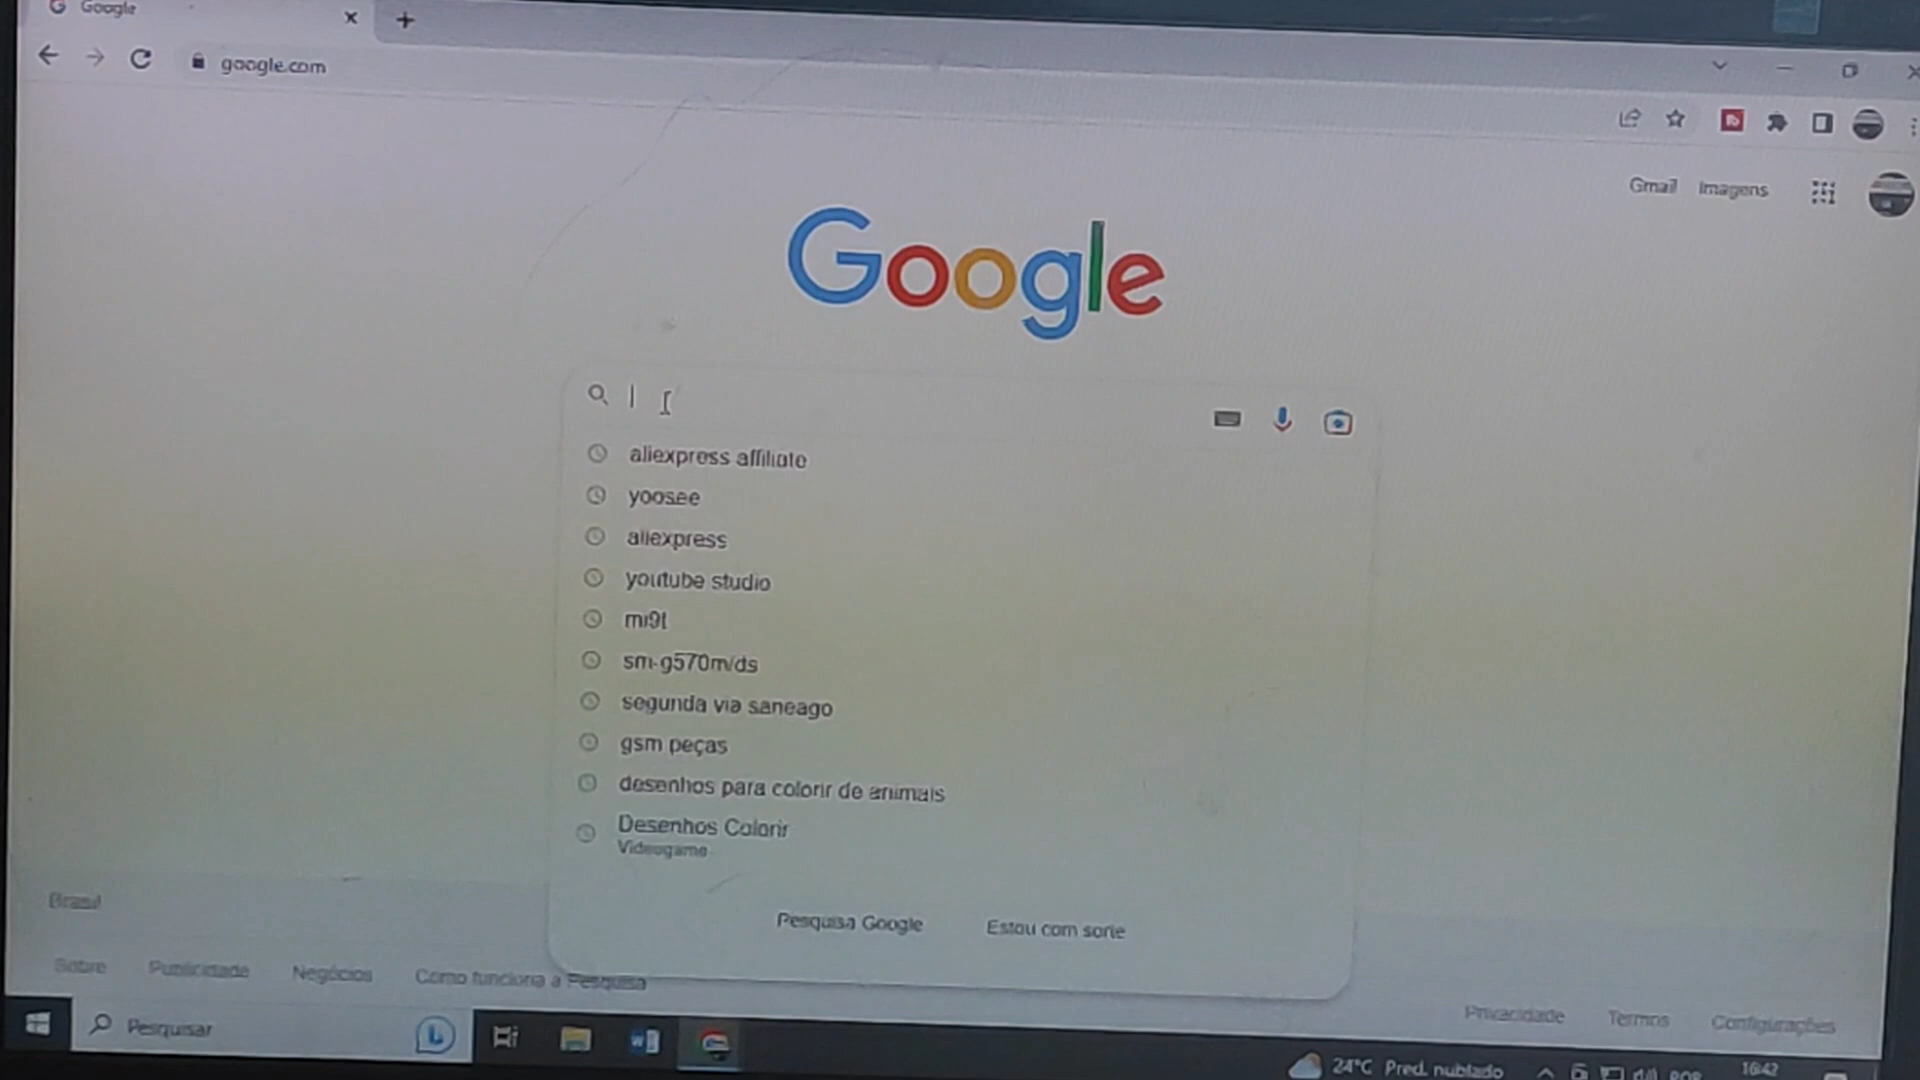 Google
google.com
Gmail Imagens
Google
aliexpress affiliate
yoosee
aliexpress
youtube studio
mi9t
sm-g570m/ds
segunda via saneago
gsm peças
desenhos para colorir de animais
Desenhos Colorir
Videogame
Pesquisa Google Estou com sorte
Brasil
Sobre Publicidade Negócios Como funciona a Pesquisa
Privacidade Termos Configurações
Pesquisar
24°C Pred. nublado
POR
16:42